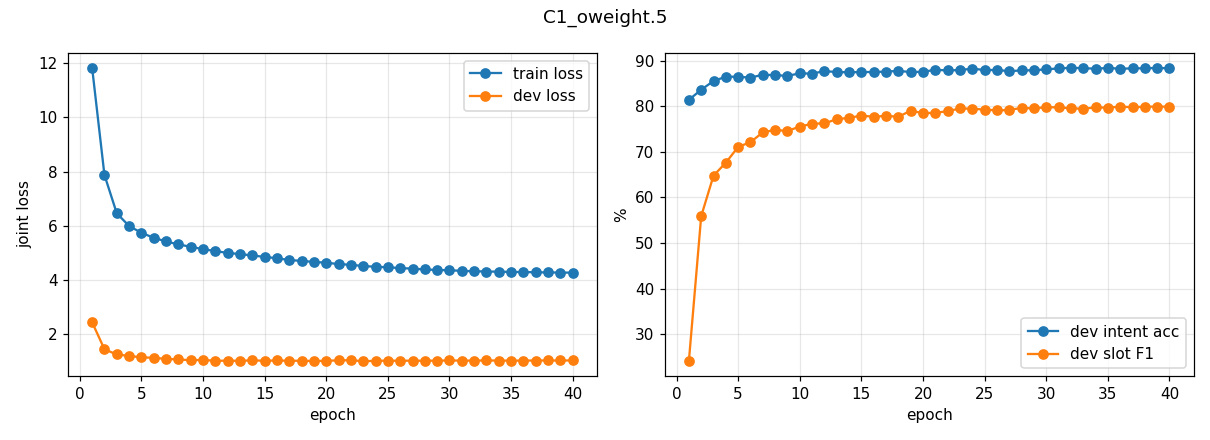 C1_oweight.5
joint loss
12
10
8
6
4
2
0 5 10 15 20 25 30 35 40
epoch
train loss
dev loss
%
90
80
70
60
50
40
30
0 5 10 15 20 25 30 35 40
epoch
dev intent acc
dev slot F1